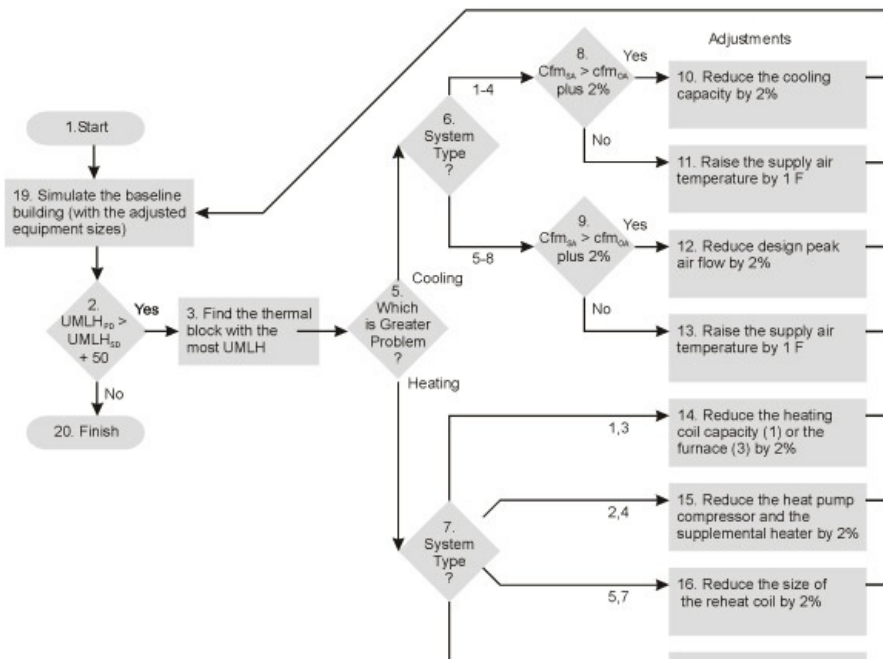 Adjustments
1.Start
19. Simulate the baseline
building (with the adjusted
equipment sizes)
2.
UMLHPD >
UMLHSD
+ 50
Yes
No
20. Finish
3. Find the thermal
block with the
most UMLH
5.
Which
is Greater
Problem
?
Cooling
Heating
6.
System
Type
?
1-4
5-8
8.
CfmSA > cfmOA
plus 2%
Yes
No
10. Reduce the cooling
capacity by 2%
11. Raise the supply air
temperature by 1 F
9.
CfmSA > cfmOA
plus 2%
Yes
No
12. Reduce design peak
air flow by 2%
13. Raise the supply air
temperature by 1 F
7.
System
Type
?
1,3
2,4
5,7
14. Reduce the heating
coil capacity (1) or the
furnace (3) by 2%
15. Reduce the heat pump
compressor and the
supplemental heater by 2%
16. Reduce the size of
the reheat coil by 2%